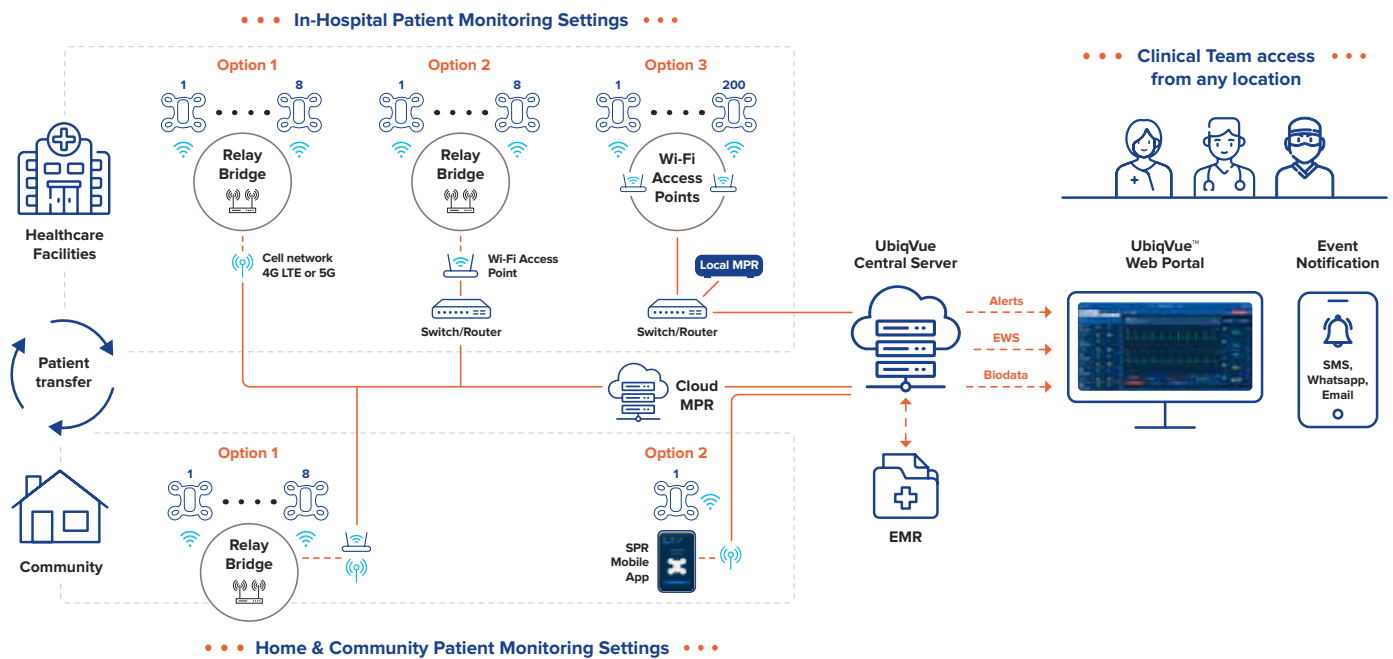 In-Hospital Patient Monitoring Settings
Option 1
Option 2
Option 3
1
8
1
8
1
200
Relay
Bridge
Relay
Bridge
Wi-Fi
Access
Points
Healthcare
Facilities
Cell network
4G LTE or 5G
Wi-Fi Access
Point
Local MPR
Switch/Router
Switch/Router
Patient
transfer
Cloud
MPR
Option 1
Option 2
1
8
1
Relay
Bridge
SPR
Mobile
App
Community
Home & Community Patient Monitoring Settings
Clinical Team access
from any location
UbiqVue
Central Server
UbiqVue™
Web Portal
Event
Notification
Alerts
EWS
Biodata
SMS,
Whatsapp,
Email
EMR